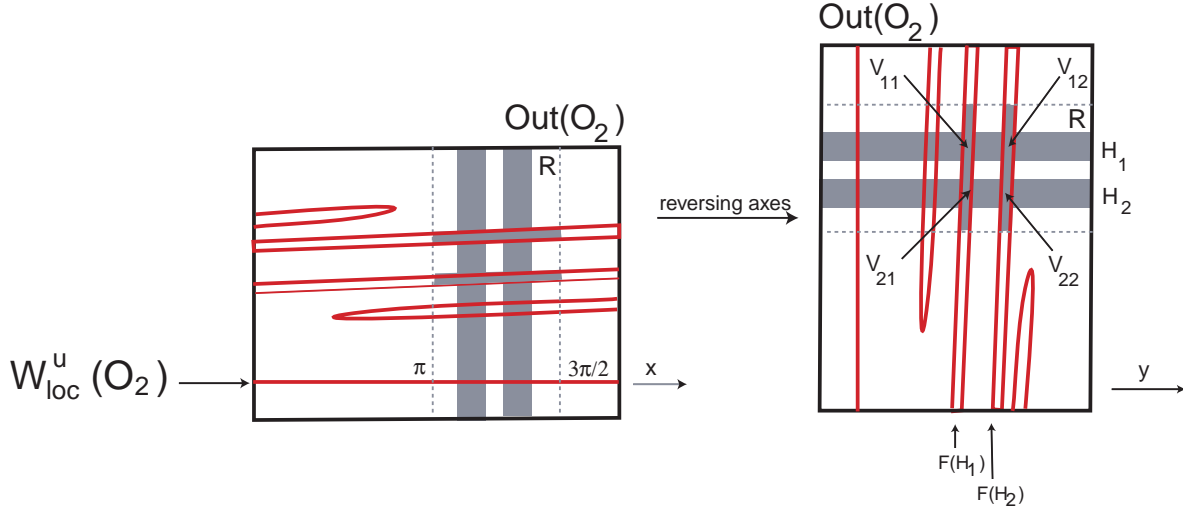 Out(O₂)
R
π
3π/2
x
W^u_loc (O₂)
reversing axes
Out(O₂)
V₁₁
V₁₂
R
H₁
H₂
V₂₁
V₂₂
y
F(H₁)
F(H₂)